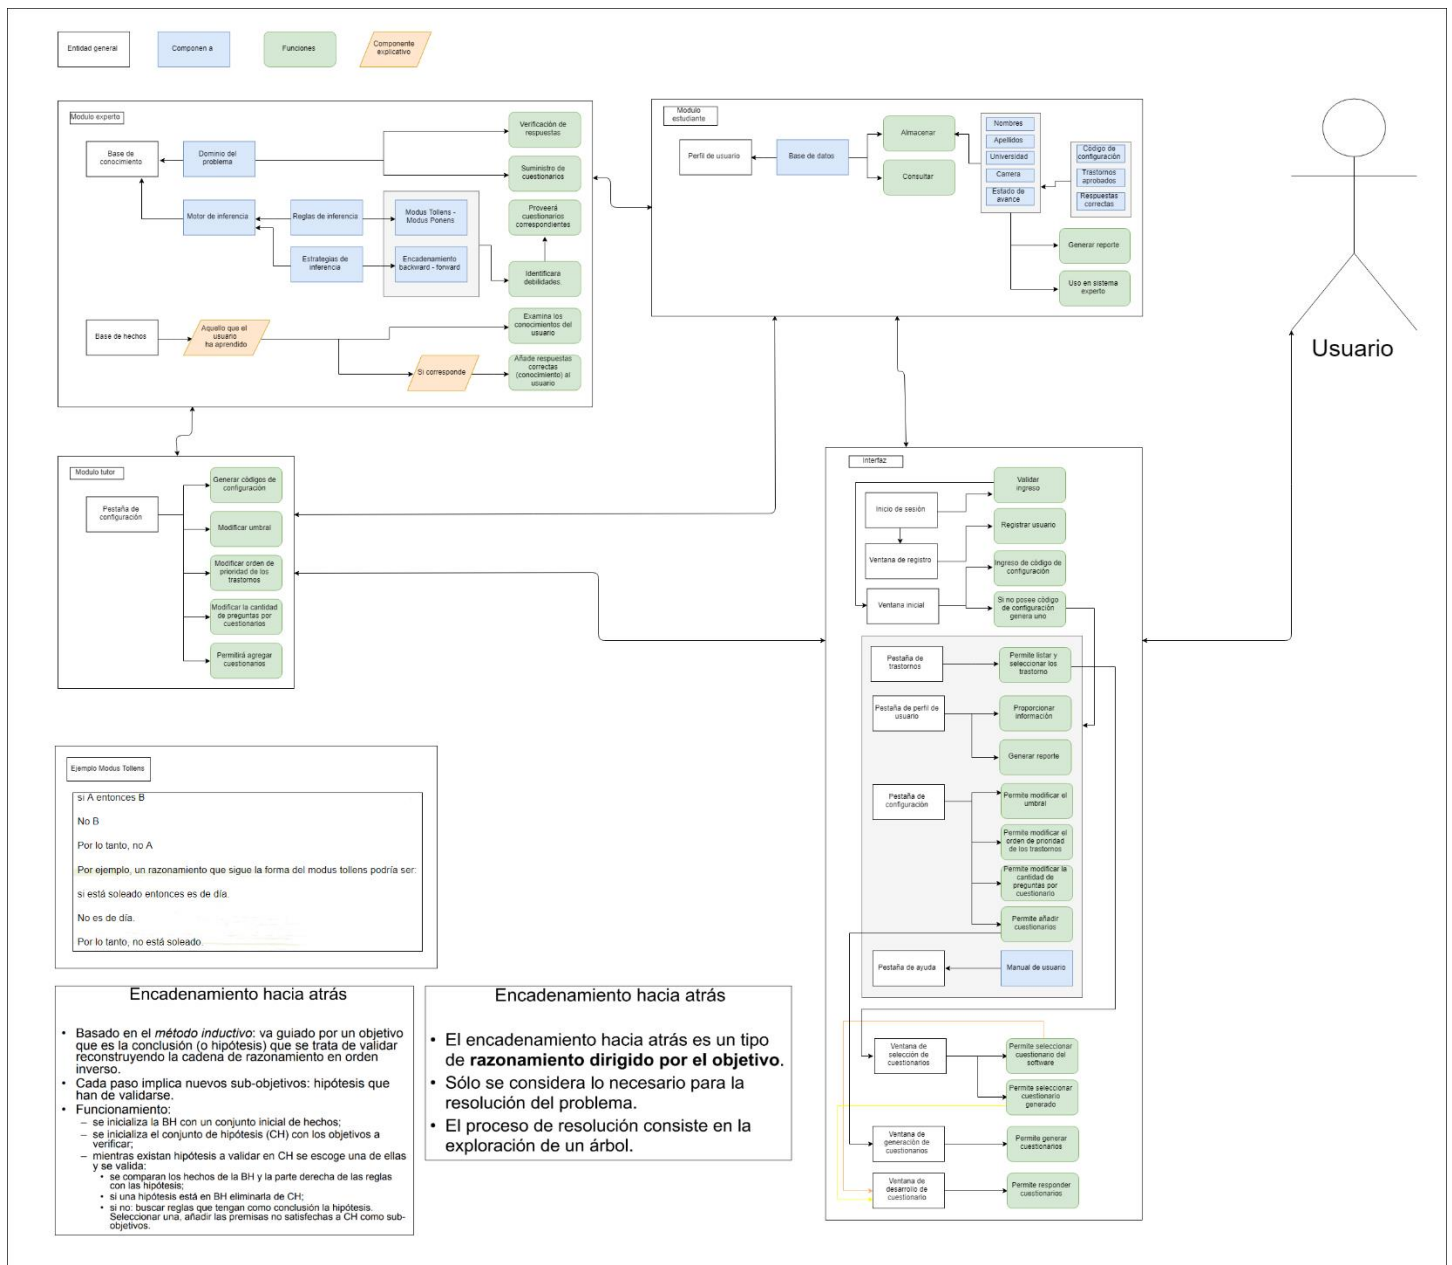 Entidad general
Componen a
Funciones
Componente
explicativo
Modulo experto
Base de
conocimiento
Dominio del
problema
Verificación de
respuestas
Suministro de
cuestionarios
Motor de inferencia
Reglas de inferencia
Modus Tollens -
Modus Ponens
Proveerá
cuestionarios
correspondientes
Estrategias de
inferencia
Encadenamiento
backward - forward
Identificara
debilidades
Base de hechos
Aquello que el
usuario
ha aprendido
Examina los
conocimientos del
usuario
Si corresponde
Añade respuestas
correctas
(conocimiento) al
usuario
Modulo
estudiante
Perfil de usuario
Base de datos
Almacenar
Consultar
Nombres
Apellidos
Universidad
Carrera
Estado de
avance
Código de
configuración
Trastornos
aprobados
Respuestas
correctas
Generar reporte
Uso en sistema
experto
Usuario
Modulo tutor
Pestaña de
configuración
Generar códigos de
configuración
Modificar umbral
Modificar orden de
prioridad de los
trastornos
Modificar la cantidad
de preguntas por
cuestionarios
Permitirá agregar
cuestionarios
Interfaz
Inicio de sesión
Validar
ingreso
Ventana de registro
Registrar usuario
Ventana inicial
Ingreso de código de
configuración
Si no posee código
de configuración
genera uno
Pestaña de
trastornos
Permite listar y
seleccionar los
trastorno
Pestaña de perfil de
usuario
Proporcionar
información
Generar reporte
Pestaña de
configuración
Permite modificar el
umbral
Permite modificar el
orden de prioridad
de los trastornos
Permite modificar la
cantidad de
preguntas por
cuestionario
Permite añadir
cuestionarios
Pestaña de ayuda
Manual de usuario
Ventana de
selección de
cuestionarios
Permite seleccionar
cuestionario del
software
Permite seleccionar
cuestionario
generado
Ventana de
generación de
cuestionarios
Permite generar
cuestionarios
Ventana de
desarrollo de
cuestionario
Permite responder
cuestionarios
Ejemplo Modus Tollens
si A entonces B
No B
Por lo tanto, no A
Por ejemplo, un razonamiento que sigue la forma del modus tollens podría ser:
si está soleado entonces es de día.
No es de día.
Por lo tanto, no está soleado.
Encadenamiento hacia atrás
• Basado en el método inductivo: va guiado por un objetivo
que es la conclusión (o hipótesis) que se trata de validar
reconstruyendo la cadena de razonamiento en orden
inverso.
• Cada paso implica nuevos sub-objetivos: hipótesis que
han de validarse.
• Funcionamiento:
– se inicializa la BH con un conjunto inicial de hechos;
– se inicializa el conjunto de hipótesis (CH) con los objetivos a
verificar;
– mientras existan hipótesis a validar en CH se escoge una de ellas
y se valida:
• se comparan los hechos de la BH y la parte derecha de las reglas
con las hipótesis;
• si una hipótesis está en BH eliminarla de CH;
• si no: buscar reglas que tengan como conclusión la hipótesis.
Seleccionar una, añadir las premisas no satisfechas a CH como sub-
objetivos.
Encadenamiento hacia atrás
• El encadenamiento hacia atrás es un tipo
de razonamiento dirigido por el objetivo.
• Sólo se considera lo necesario para la
resolución del problema.
• El proceso de resolución consiste en la
exploración de un árbol.